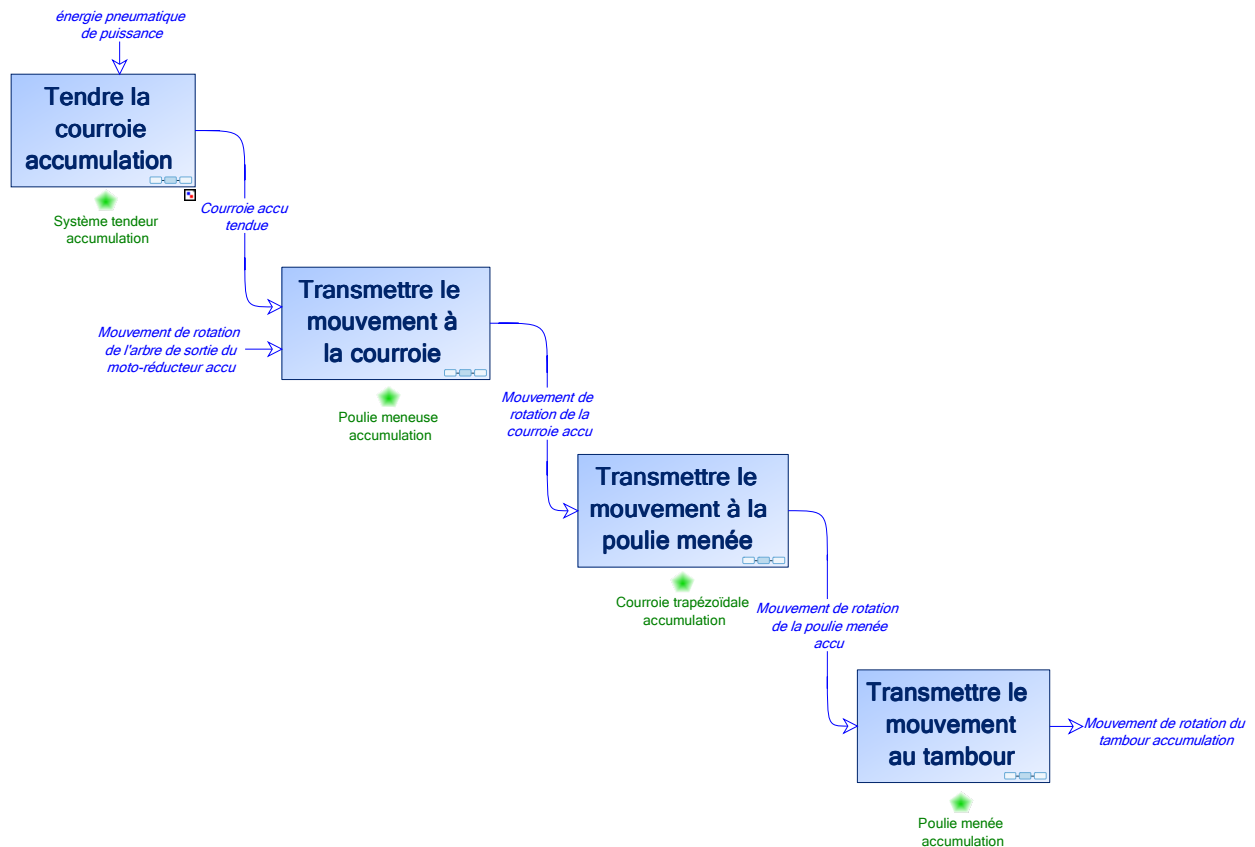 énergie pneumatique
de puissance
Tendre la
courroie
accumulation
Système tendeur
accumulation
Courroie accu
tendue
Transmettre le
mouvement à
la courroie
Mouvement de rotation
de l'arbre de sortie du
moto-réducteur accu
Poulie meneuse
accumulation
Mouvement de
rotation de la
courroie accu
Transmettre le
mouvement à la
poulie menée
Courroie trapézoïdale
accumulation
Mouvement de rotation
de la poulie menée
accu
Transmettre le
mouvement
au tambour
Mouvement de rotation du
tambour accumulation
Poulie menée
accumulation